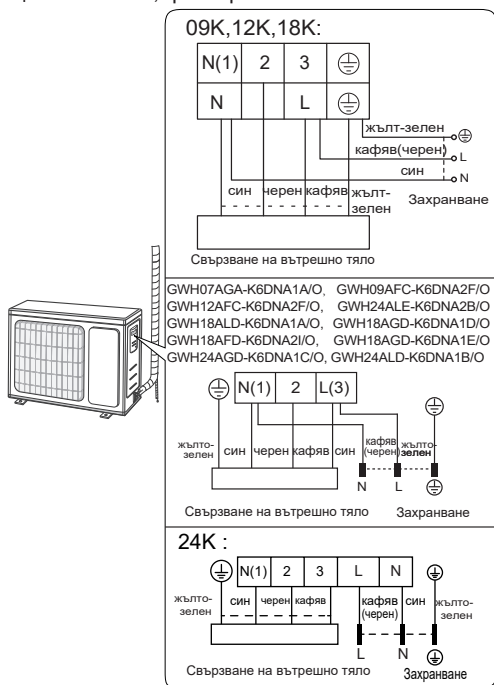 09K,12K,18K:
N(1) 2 3
N L
жълт-зелен
кафяв(черен)
L
син
N
син черен кафяв жълт-
зелен
Захранване
Свързване на вътрешно тяло
GWH07AGA-K6DNA1A/O, GWH09AFC-K6DNA2F/O
GWH12AFC-K6DNA2F/O, GWH24ALE-K6DNA2B/O
GWH18ALD-K6DNA1A/O, GWH18AGD-K6DNA1D/O
GWH18AFD-K6DNA2I/O, GWH18AGD-K6DNA1E/O
GWH24AGD-K6DNA1C/O, GWH24ALD-K6DNA1B/O
N(1) 2 L(3)
жълто-
зелен
син черен кафяв син
кафяв
(черен)
жълто-
зелен
N L
Свързване на вътрешно тяло Захранване
24K :
N(1) 2 3 L N
жълто-
зелен
син черен кафяв
кафяв
(черен)
син
жълто-
зелен
L N
Свързване на вътрешно тяло Захранване